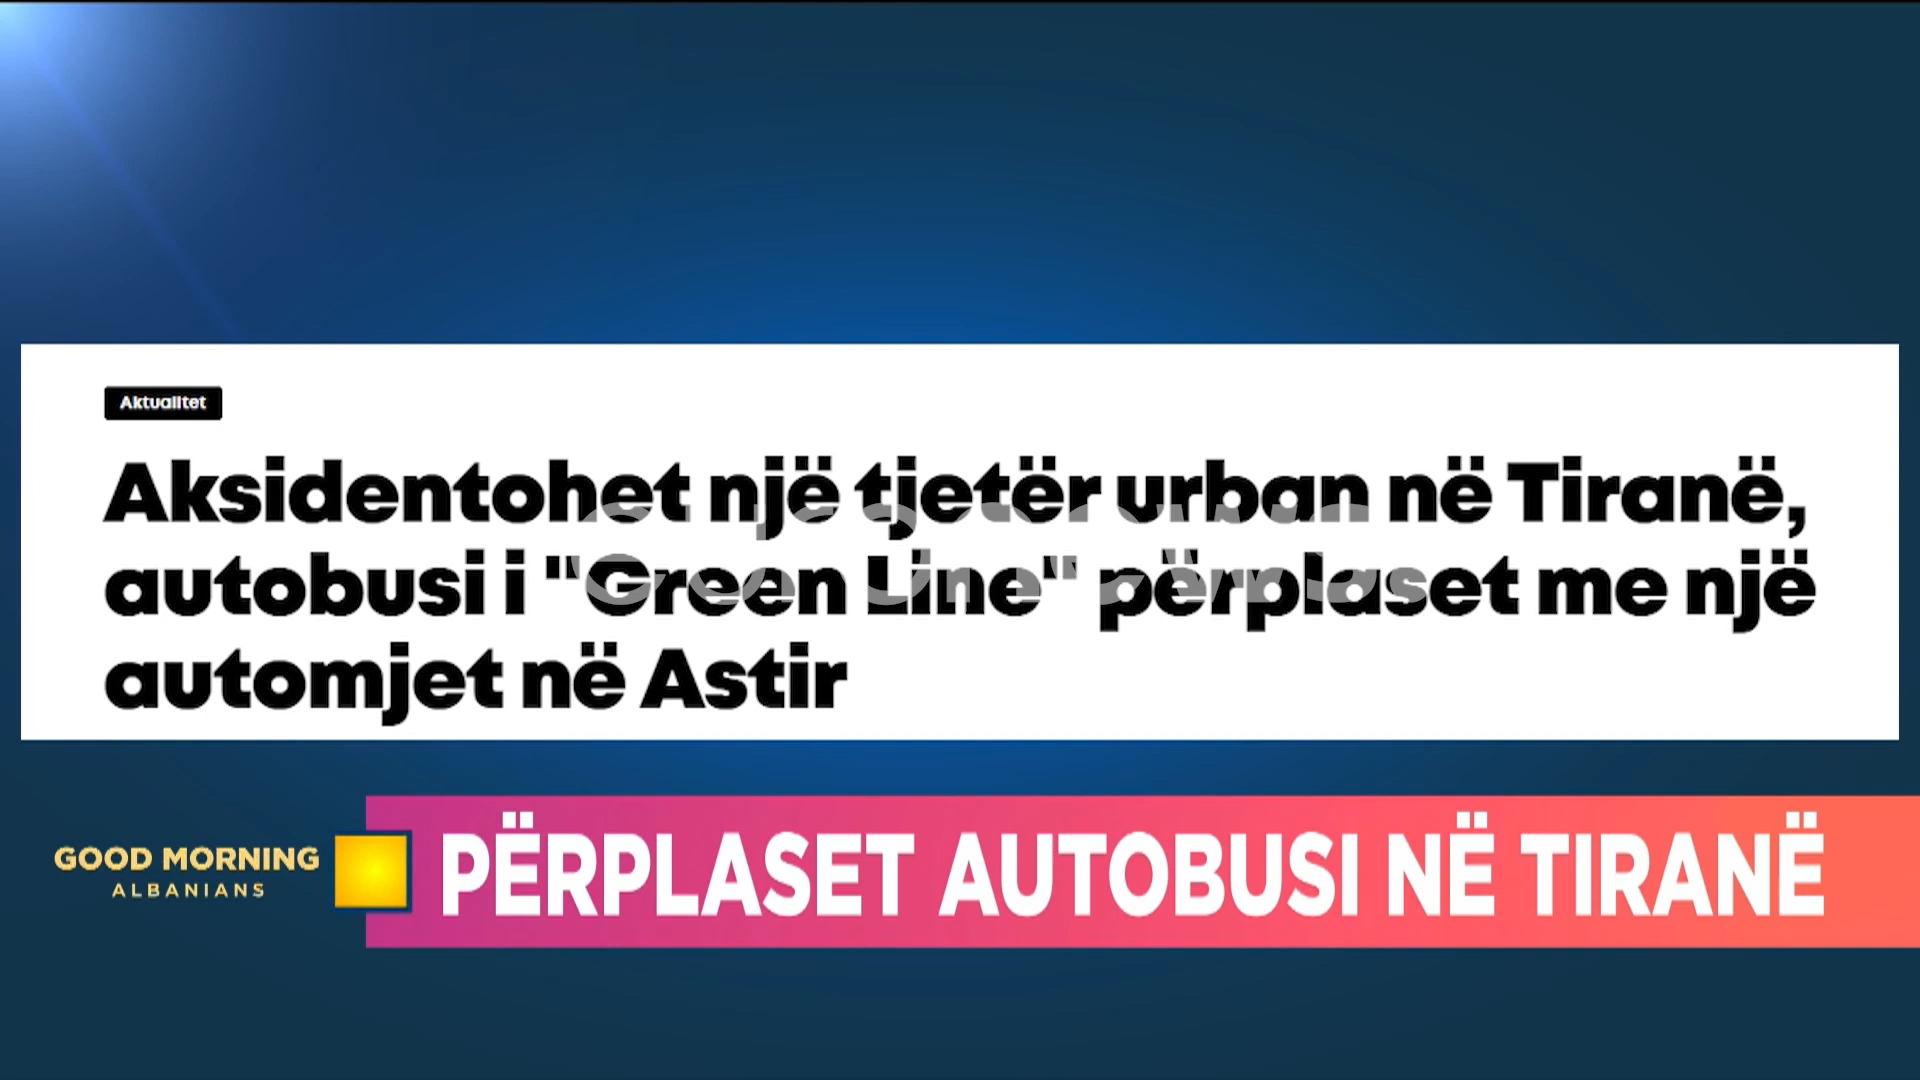 Aktualitet
Aksidentohet një tjetër urban në Tiranë,
autobusi i "Green Line" përplaset me një
automjet në Astir
euronews.
GOOD MORNING
ALBANIANS
PËRPLASET AUTOBUSI NË TIRANË